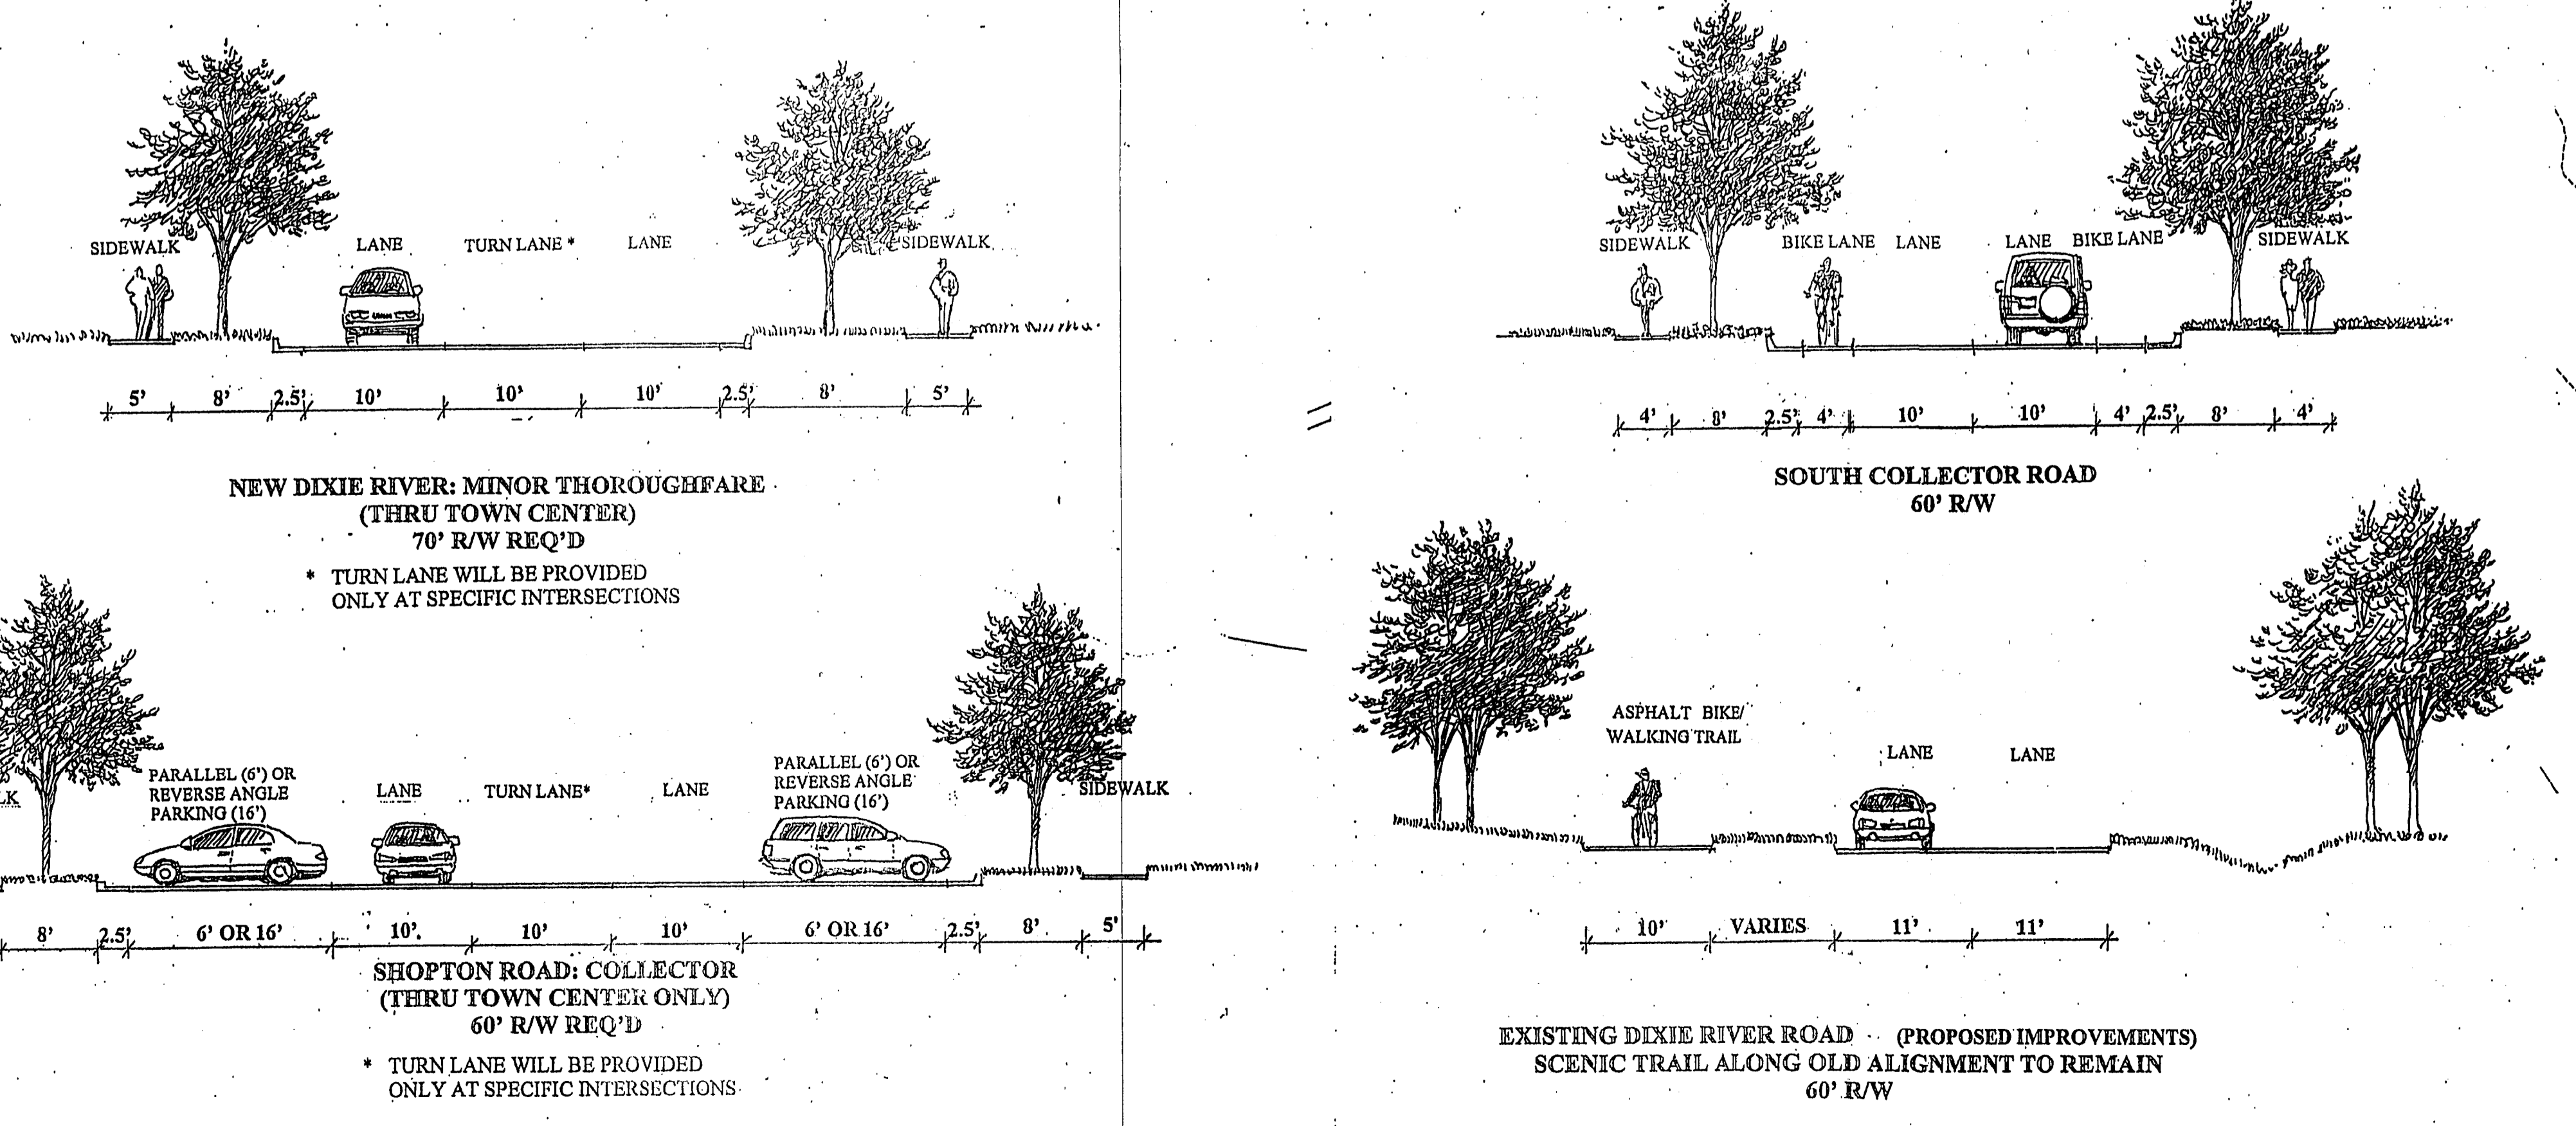 SIDEWALK LANE TURN LANE * LANE SIDEWALK
5' 8' 2.5' 10' 10' 10' 2.5' 8' 5'
NEW DIXIE RIVER: MINOR THOROUGHFARE
(THRU TOWN CENTER)
70' R/W REQ'D
* TURN LANE WILL BE PROVIDED
ONLY AT SPECIFIC INTERSECTIONS
SIDEWALK BIKE LANE LANE LANE BIKE LANE SIDEWALK
4' 8' 2.5' 4' 10' 10' 4' 2.5' 8' 4'
SOUTH COLLECTOR ROAD
60' R/W
LK
PARALLEL (6') OR
REVERSE ANGLE
PARKING (16')
LANE TURN LANE* LANE
PARALLEL (6') OR
REVERSE ANGLE
PARKING (16')
SIDEWALK
8' 2.5' 6' OR 16' 10' 10' 10' 6' OR 16' 2.5' 8' 5'
SHOPTON ROAD: COLLECTOR
(THRU TOWN CENTER ONLY)
60' R/W REQ'D
* TURN LANE WILL BE PROVIDED
ONLY AT SPECIFIC INTERSECTIONS
ASPHALT BIKE/
WALKING TRAIL
LANE LANE
10' VARIES 11' 11'
EXISTING DIXIE RIVER ROAD (PROPOSED IMPROVEMENTS)
SCENIC TRAIL ALONG OLD ALIGNMENT TO REMAIN
60' R/W